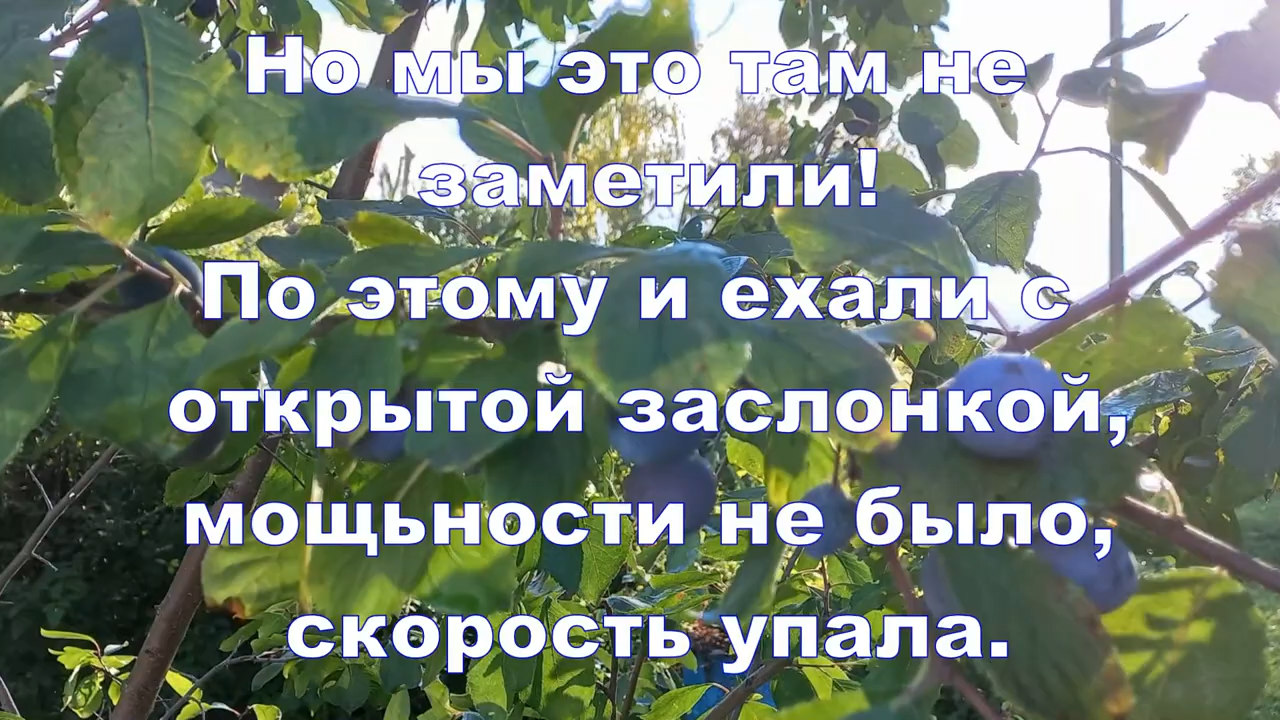 Но мы это там не
заметили!
По этому и ехали с
открытой заслонкой,
мощьности не было,
скорость упала.